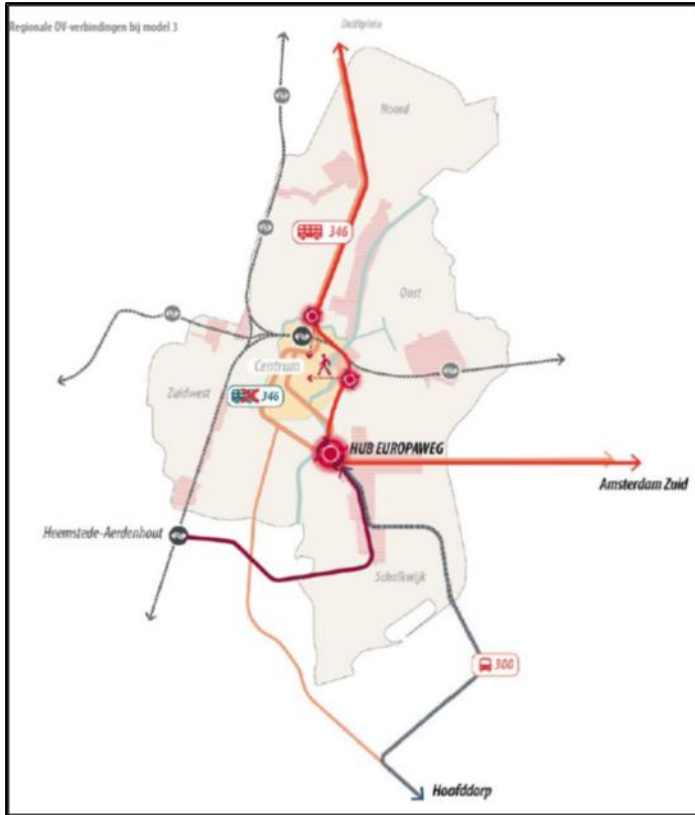 Regionale OV-verbindingen bij model 3
Delftplein
Noord
346
Oost
Centrum
Zuidwest
346
HUB EUROPAWEG
Amsterdam Zuid
Heemstede-Aerdenhout
Schalkwijk
300
Hoofddorp